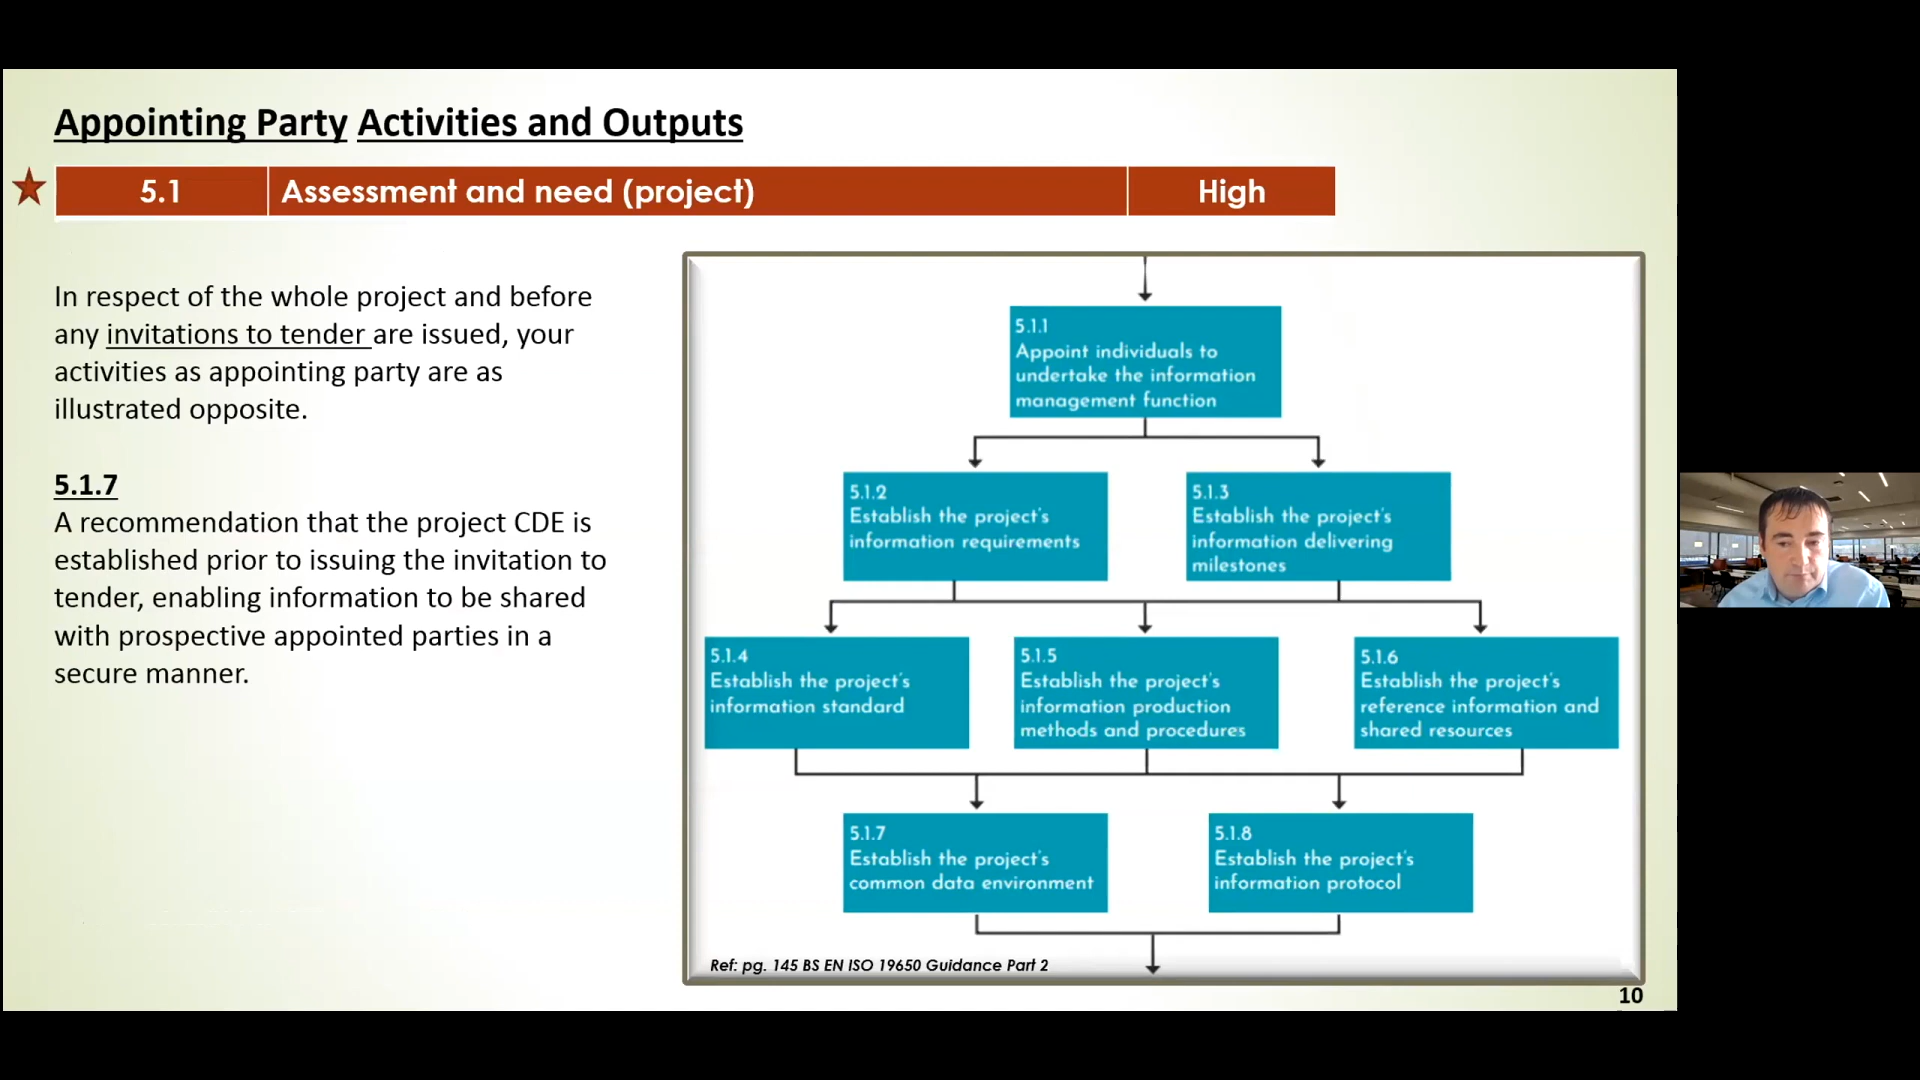 Appointing Party Activities and Outputs
5.1 Assessment and need (project) High
In respect of the whole project and before
any invitations to tender are issued, your
activities as appointing party are as
illustrated opposite.
5.1.7
A recommendation that the project CDE is
established prior to issuing the invitation to
tender, enabling information to be shared
with prospective appointed parties in a
secure manner.
5.1.1
Appoint individuals to
undertake the information
management function
5.1.2
Establish the project's
information requirements
5.1.3
Establish the project's
information delivering
milestones
5.1.4
Establish the project's
information standard
5.1.5
Establish the project's
information production
methods and procedures
5.1.6
Establish the project's
reference information and
shared resources
5.1.7
Establish the project's
common data environment
5.1.8
Establish the project's
information protocol
Ref: pg. 145 BS EN ISO 19650 Guidance Part 2
10